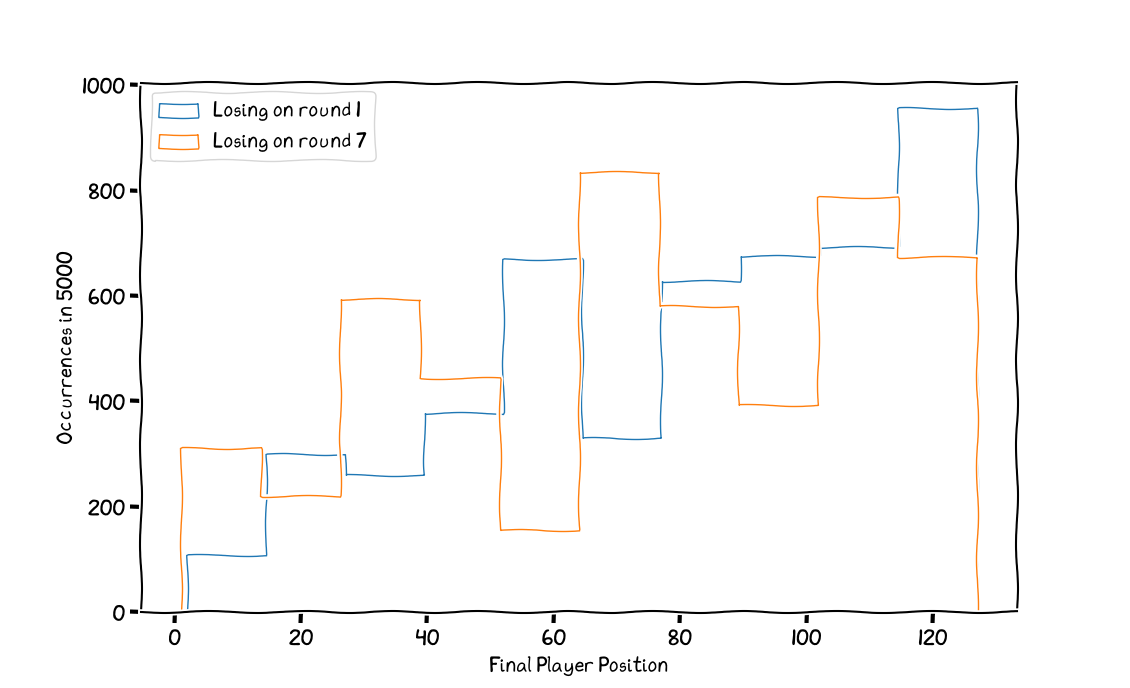 1000
800
600
400
200
0
Occurrences in 5000
Losing on round 1
Losing on round 7
0 20 40 60 80 100 120
Final Player Position